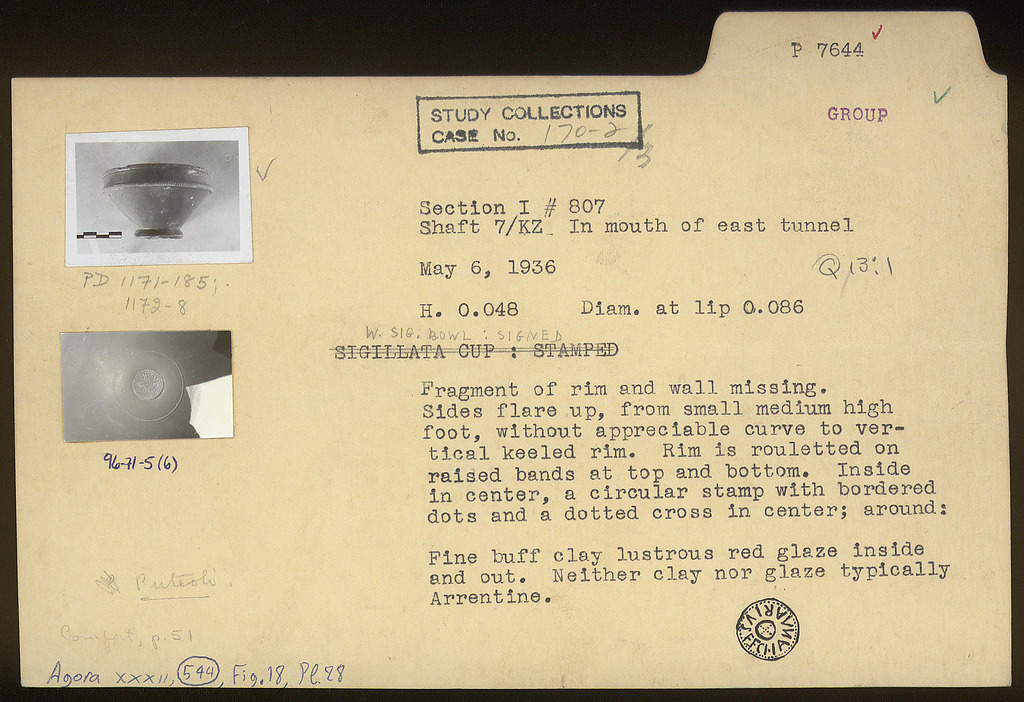 P 7644
GROUP
STUDY COLLECTIONS
CASE No. 170-2
13
Section I # 807
Shaft 7/KZ In mouth of east tunnel
May 6, 1936
Q 13:1
H. 0.048 Diam. at lip 0.086
W. SIG. BOWL : SIGNED
SIGILLATA CUP : STAMPED
Fragment of rim and wall missing.
Sides flare up, from small medium high
foot, without appreciable curve to ver-
tical keeled rim. Rim is rouletted on
raised bands at top and bottom. Inside
in center, a circular stamp with bordered
dots and a dotted cross in center; around:
Fine buff clay lustrous red glaze inside
and out. Neither clay nor glaze typically
Arrentine.
PD 1171-185;
1172-8
96-71-5(6)
Puteoli.
Comfort, p. 51
Agora XXXII, 544, Fig. 18, Pl. 28